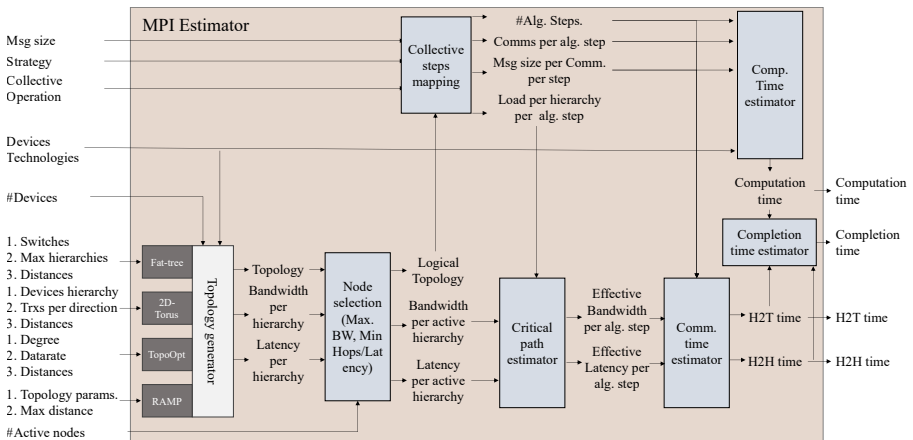 MPI Estimator
Msg size
Strategy
Collective
Operation
Devices
Technologies
#Devices
1. Switches
2. Max hierarchies
3. Distances
1. Devices hierarchy
2. Trxs per direction
3. Distances
1. Degree
2. Datarate
3. Distances
1. Topology params.
2. Max distance
#Active nodes
Fat-tree
2D-
Torus
TopoOpt
RAMP
Topology generator
Topology
Bandwidth
per
hierarchy
Latency
per
hierarchy
Node
selection
(Max.
BW, Min
Hops/Lat
ency)
Collective
steps
mapping
#Alg. Steps.
Comms per alg. step
Msg size per Comm.
per step
Load per hierarchy
per alg. step
Logical
Topology
Bandwidth
per active
hierarchy
Latency
per active
hierarchy
Critical
path
estimator
Effective
Bandwidth
per alg. step
Effective
Latency per
alg. step
Comm.
time
estimator
Comp.
Time
estimator
Computation
time
Completion
time estimator
H2T time
H2H time
Computation
time
Completion
time
H2T time
H2H time